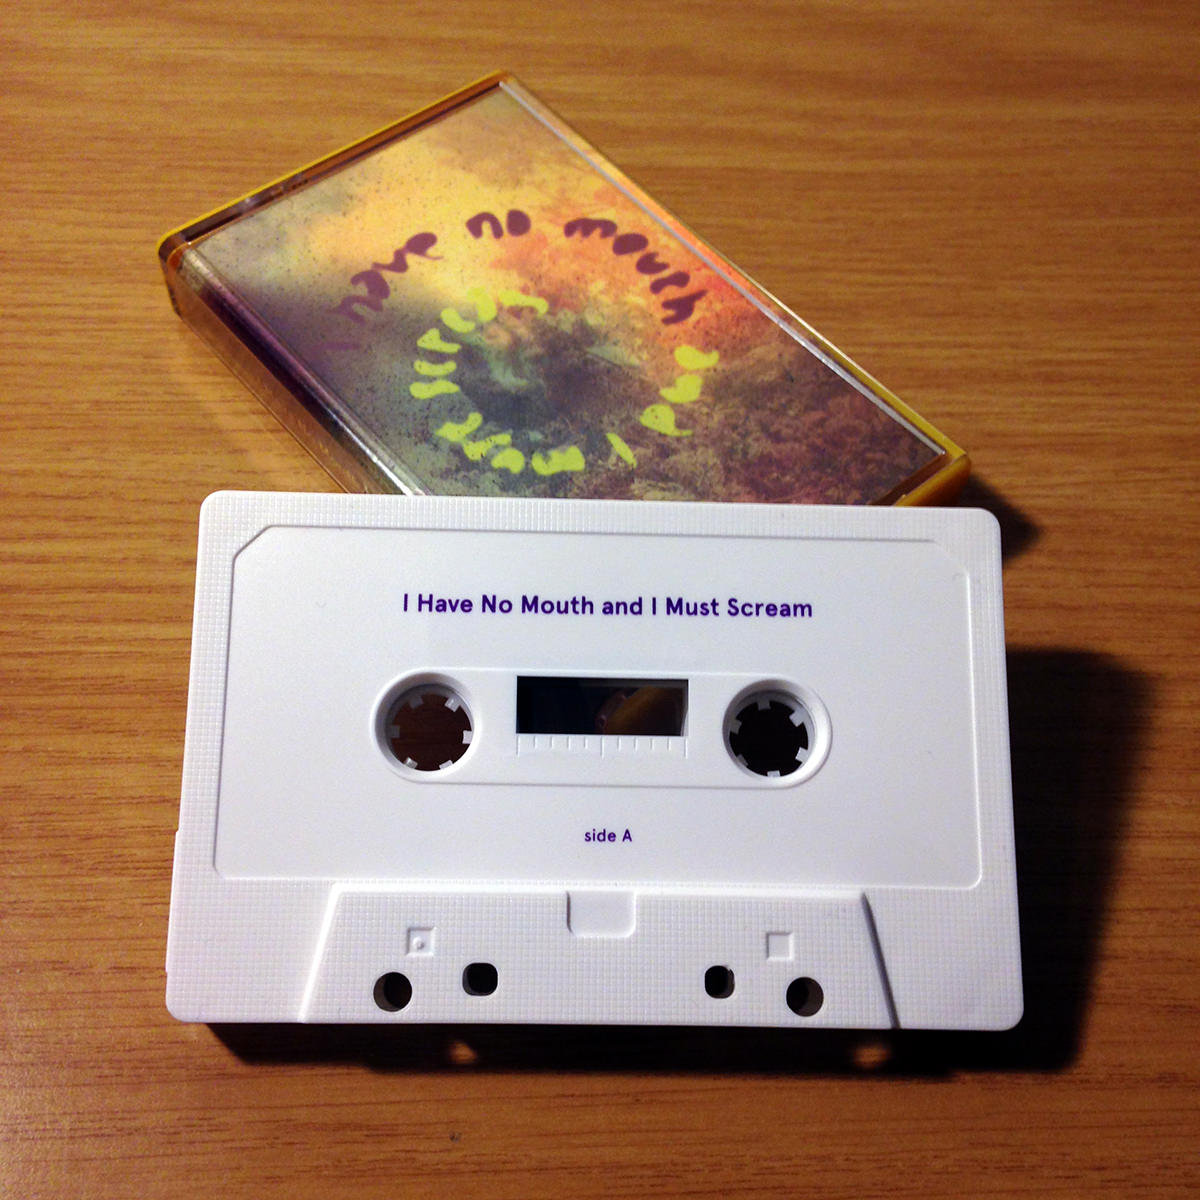 I have no mouth
and I must scream
I Have No Mouth and I Must Scream
side A